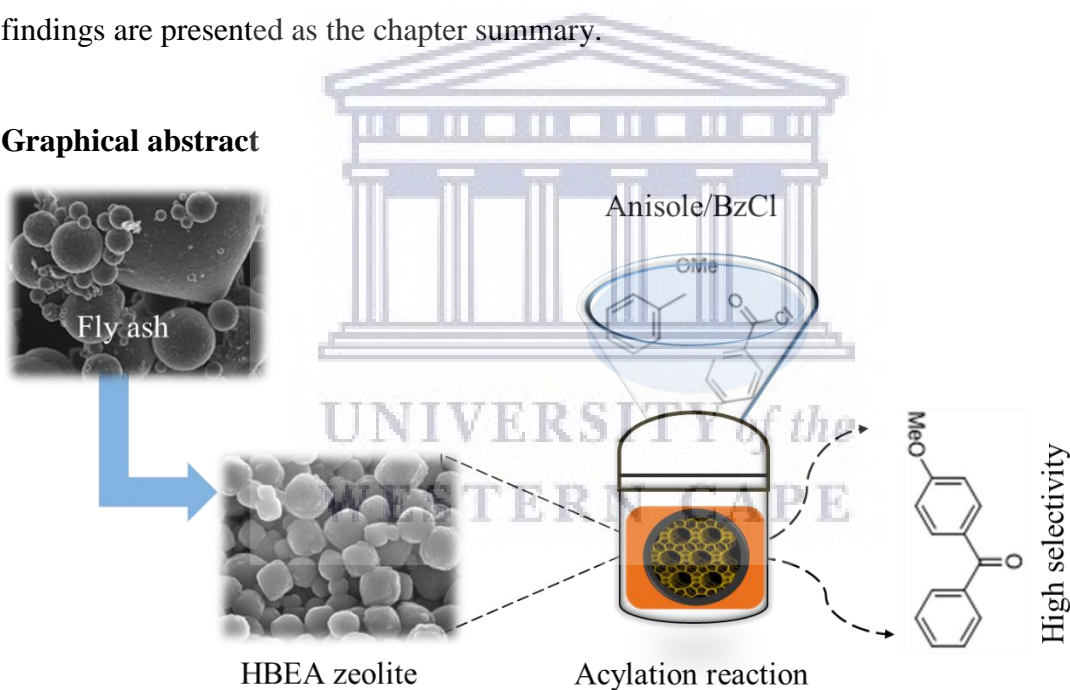 findings are presented as the chapter summary.
Graphical abstract
Anisole/BzCl
OMe
O
Cl
Fly ash
UNIVERSITY of the
WESTERN CAPE
MeO
O
High selectivity
HBEA zeolite
Acylation reaction